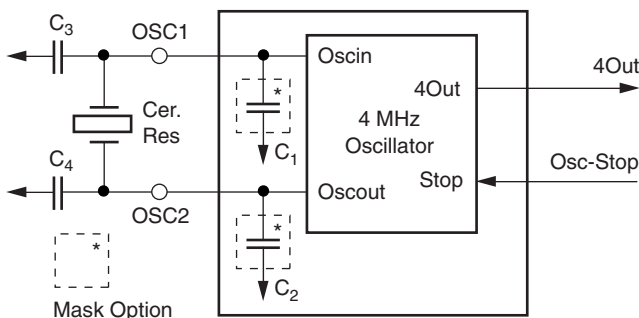 C3
OSC1
Oscin
4Out
4Out
*
Cer.
Res
4 MHz
Oscillator
C1
C4
Osc-Stop
Stop
Oscout
OSC2
*
*
C2
Mask Option